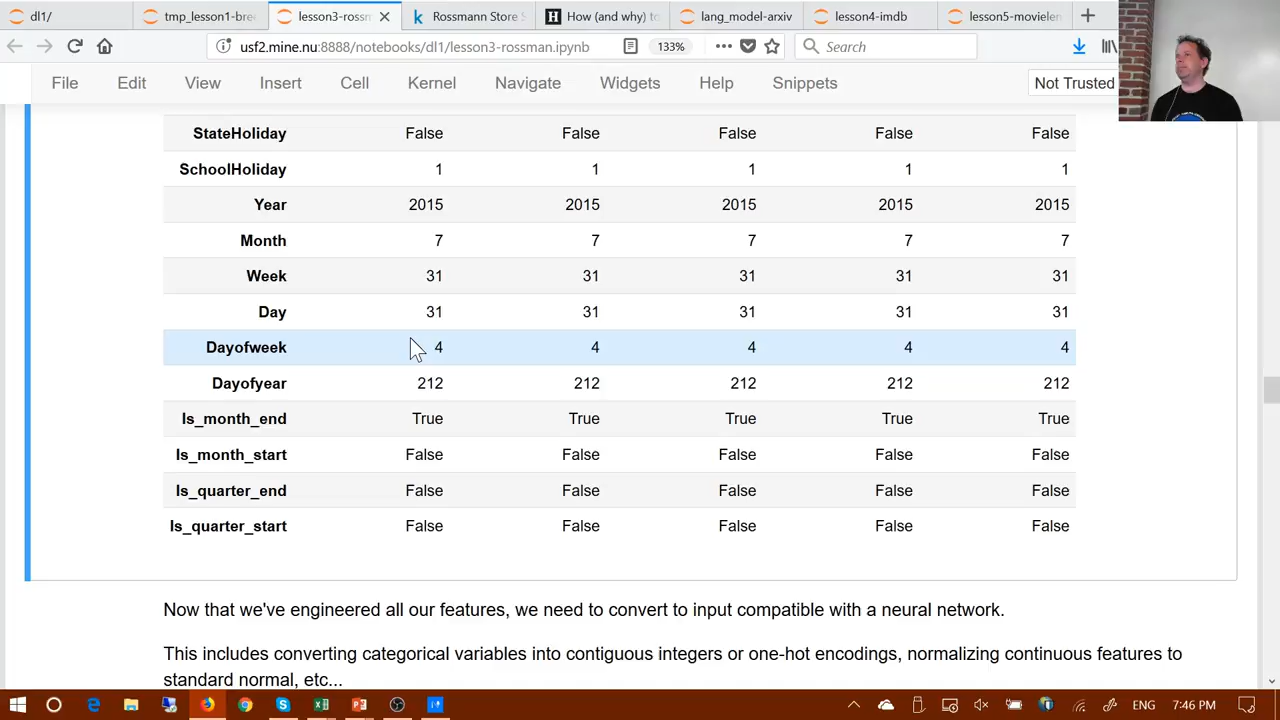 dl1/ tmp_lesson1-bre lesson3-rossm Rossmann Store S How (and why) to lang_model-arxiv lesson4-imdb lesson5-movielen
usf2.mine.nu:8888/notebooks/dl1/lesson3-rossman.ipynb 133% Search
File Edit View Insert Cell Kernel Navigate Widgets Help Snippets Not Trusted
StateHoliday False False False False False
SchoolHoliday 1 1 1 1 1
Year 2015 2015 2015 2015 2015
Month 7 7 7 7 7
Week 31 31 31 31 31
Day 31 31 31 31 31
Dayofweek 4 4 4 4 4
Dayofyear 212 212 212 212 212
Is_month_end True True True True True
Is_month_start False False False False False
Is_quarter_end False False False False False
Is_quarter_start False False False False False
Now that we've engineered all our features, we need to convert to input compatible with a neural network.
This includes converting categorical variables into contiguous integers or one-hot encodings, normalizing continuous features to
standard normal, etc...
ENG 7:46 PM